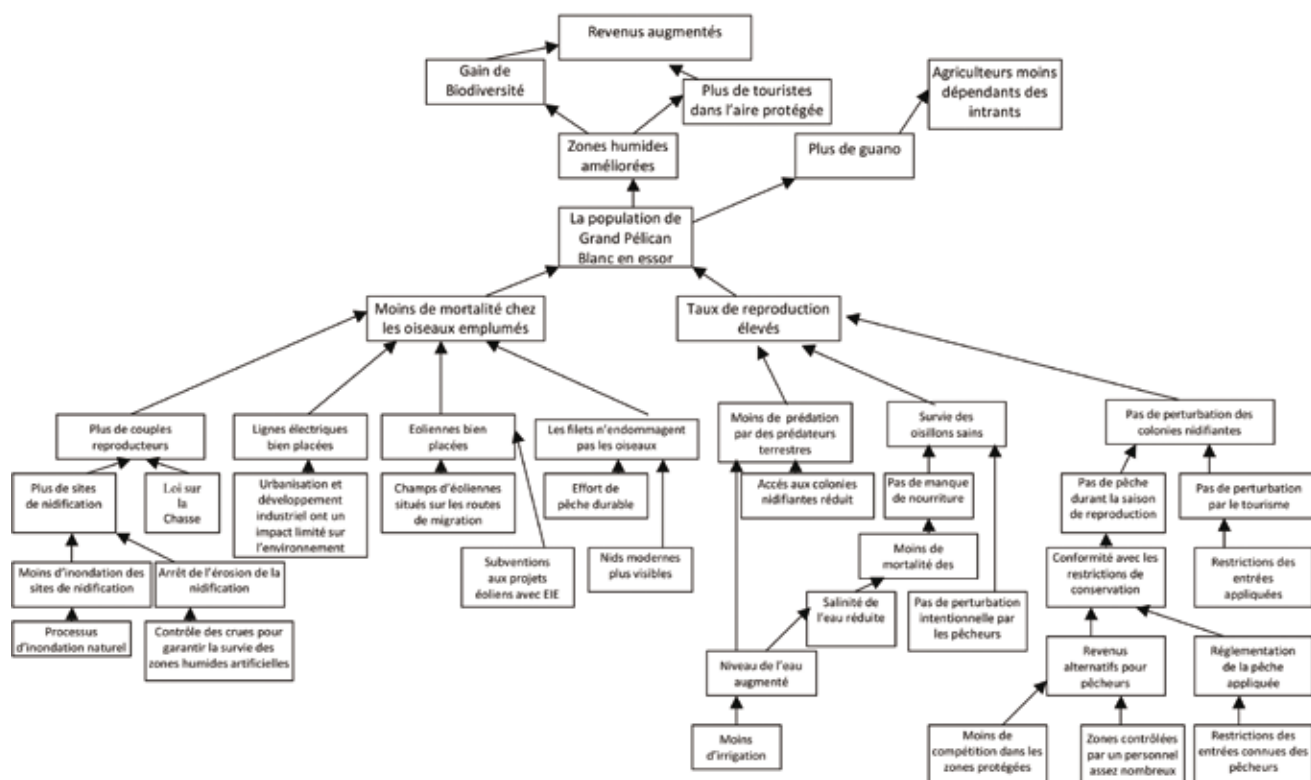 Revenus augmentés
Gain de
Biodiversité
Plus de touristes
dans l'aire protégée
Agriculteurs moins
dépendants des
intrants
Zones humides
améliorées
Plus de guano
La population de
Grand Pélican
Blanc en essor
Moins de mortalité chez
les oiseaux emplumés
Taux de reproduction
élevés
Plus de couples
reproducteurs
Lignes électriques
bien placées
Eoliennes bien
placées
Les filets n'endommagent
pas les oiseaux
Moins de prédation
par des prédateurs
terrestres
Survie des
oisillons sains
Pas de perturbation des
colonies nidifiantes
Plus de sites
de nidification
Loi sur
la
Chasse
Urbanisation et
développement
industriel ont un
impact limité sur
l'environnement
Champs d'éoliennes
situés sur les routes
de migration
Effort de
pêche durable
Accés aux colonies
nidifiantes réduit
Pas de manque
de nourriture
Pas de pêche
durant la saison
de reproduction
Pas de perturbation
par le tourisme
Moins d'inondation des
sites de nidification
Arrêt de l'érosion de la
nidification
Subventions
aux projets
éoliens avec EIE
Nids modernes
plus visibles
Moins de
mortalité des
Conformité avec les
restrictions de
conservation
Restrictions des
entrées appliquées
Processus
d'inondation naturel
Contrôle des crues pour
garantir la survie des
zones humides artificielles
Salinité de
l'eau réduite
Pas de perturbation
intentionnelle par
les pêcheurs
Niveau de l'eau
augmenté
Revenus
alternatifs pour
pêcheurs
Réglementation
de la pêche
appliquée
Moins
d'irrigation
Moins de
compétition dans les
zones protégées
Zones contrôlées
par un personnel
assez nombreux
Restrictions des
entrées connues des
pêcheurs